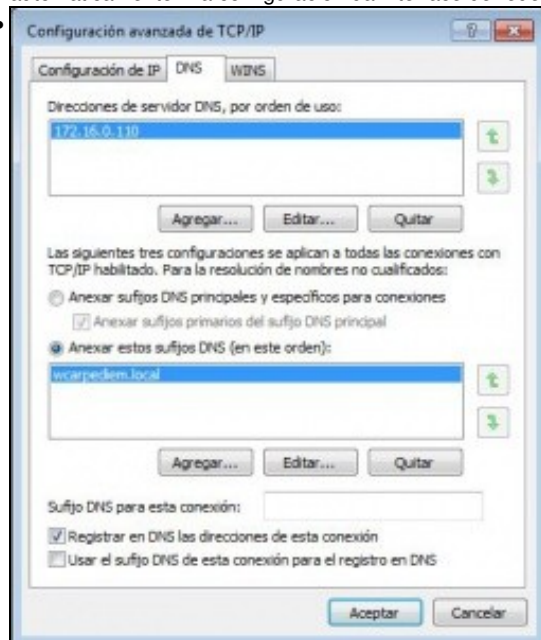 Configuración avanzada de TCP/IP
Configuración de IP DNS WINS
Direcciones de servidor DNS, por orden de uso:
172.16.0.110
Agregar... Editar... Quitar
Las siguientes tres configuraciones se aplican a todas las conexiones con
TCP/IP habilitado. Para la resolución de nombres no cualificados:
Anexar sufijos DNS principales y específicos para conexiones
Anexar sufijos primarios del sufijo DNS principal
Anexar estos sufijos DNS (en este orden):
wcarpediem.local
Agregar... Editar... Quitar
Sufijo DNS para esta conexión:
Registrar en DNS las direcciones de esta conexión
Usar el sufijo DNS de esta conexión para el registro en DNS
Aceptar Cancelar